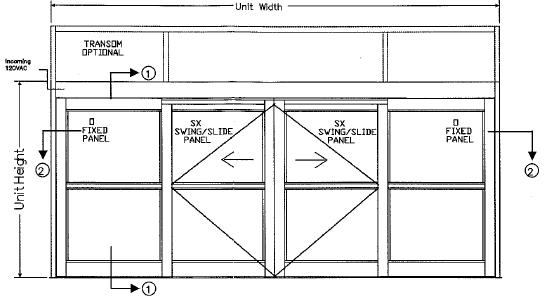 Unit Width
TRANSOM
OPTIONAL
Incoming
120VAC
1
O
FIXED
PANEL
SX
SWING/SLIDE
PANEL
SX
SWING/SLIDE
PANEL
O
FIXED
PANEL
2
2
Unit Height
1